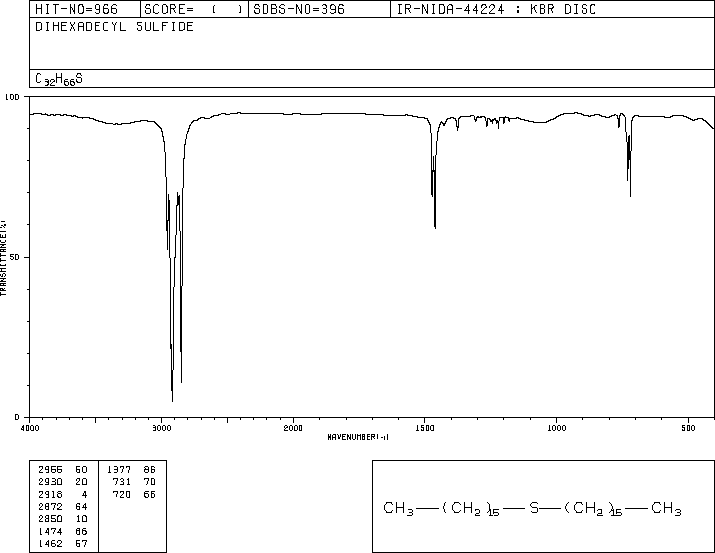 HIT-NO=966 SCORE= ( ) SDBS-NO=396 IR-NIDA-44224 : KBR DISC
DIHEXADECYL SULFIDE
C32H66S
100
50
0
TRANSMITTANCE(%)
4000 3000 2000 1500 1000 500
WAVENUMBER(-1)
2966 60 1377 86
2930 20 731 70
2918 4 720 66
2872 64
2850 10
1474 66
1462 57
CH3—(CH2)15—S—(CH2)15—CH3